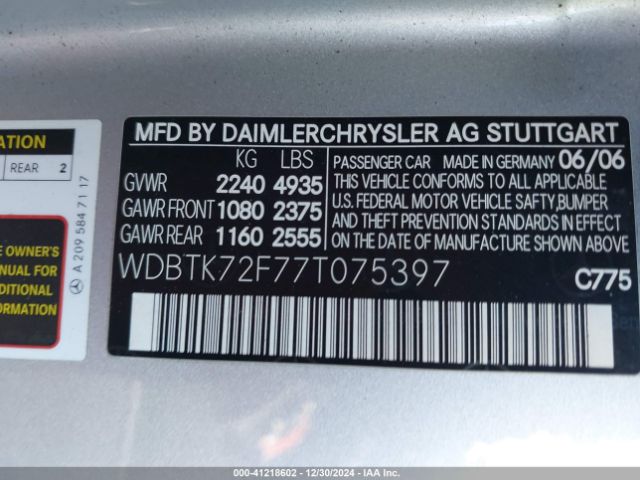 MFD BY DAIMLERCHRYSLER AG STUTTGART
KG LBS
GVWR 2240 4935
GAWR FRONT 1080 2375
GAWR REAR 1160 2555
PASSENGER CAR MADE IN GERMANY 06/06
THIS VEHICLE CONFORMS TO ALL APPLICABLE
U.S. FEDERAL MOTOR VEHICLE SAFTY,BUMPER
AND THEFT PREVENTION STANDARDS IN EFFECT
ON THE DATE OF MANUFACTURE SHOWN ABOVE
WDBTK72F77T075397
C775
ATION
REAR 2
E OWNER'S
NUAL FOR
DDITIONAL
A 209 584 71 17
000-41218602 - 12/30/2024 - IAA Inc.